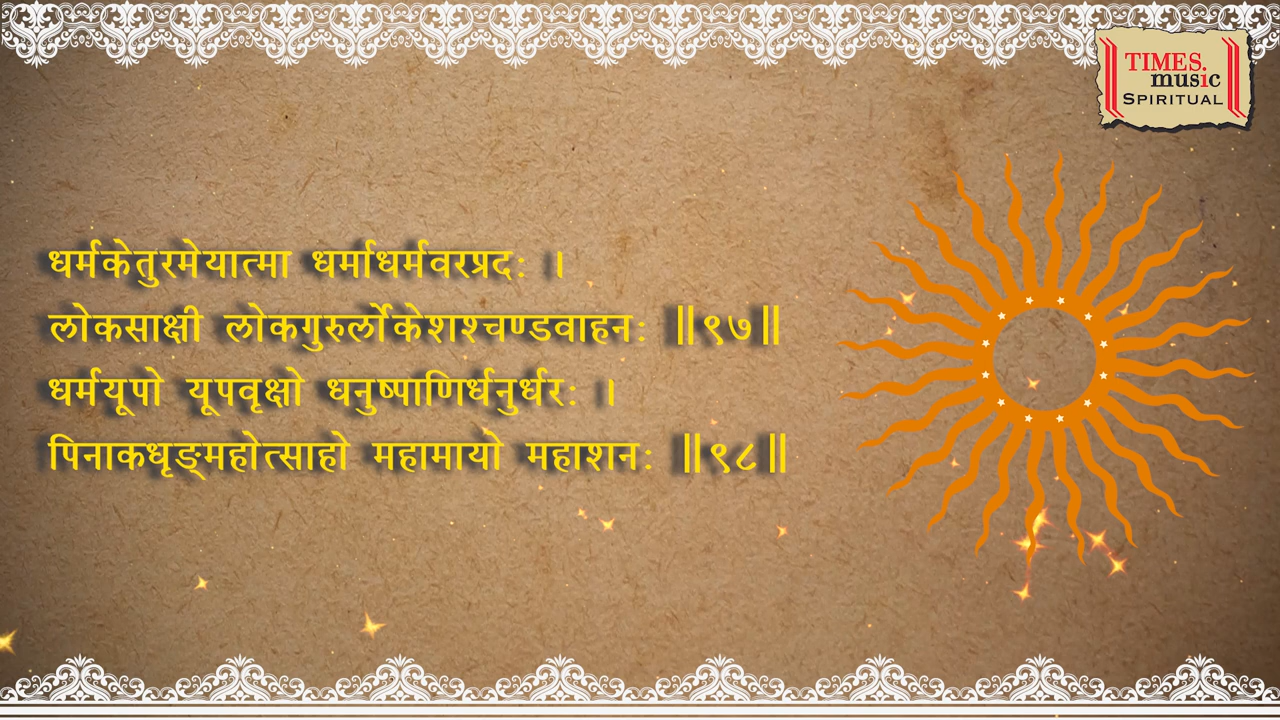 TIMES.
music
SPIRITUAL
धर्मकेतुरमेयात्मा धर्माधर्मवरप्रदः ।
लोकसाक्षी लोकगुरुर्लोकेशश्चण्डवाहनः ॥९७॥
धर्मयूपो यूपवृक्षो धनुष्पाणिर्धनुर्धरः ।
पिनाकधृङ्महोत्साहो महामायो महाशनः ॥९८॥